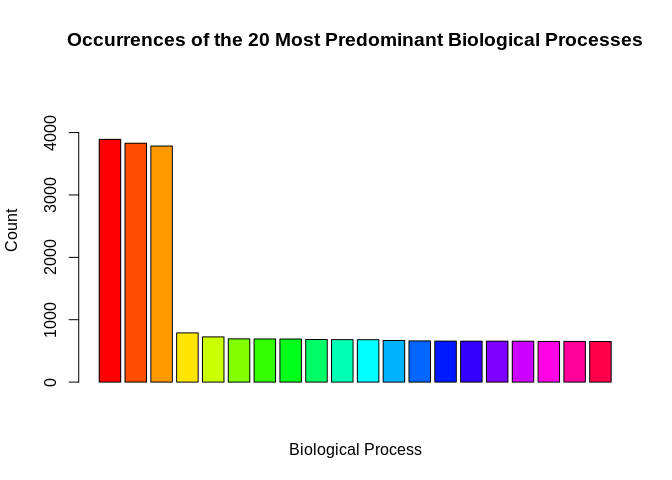 Occurrences of the 20 Most Predominant Biological Processes
4000
3000
2000
1000
0
Count
Biological Process